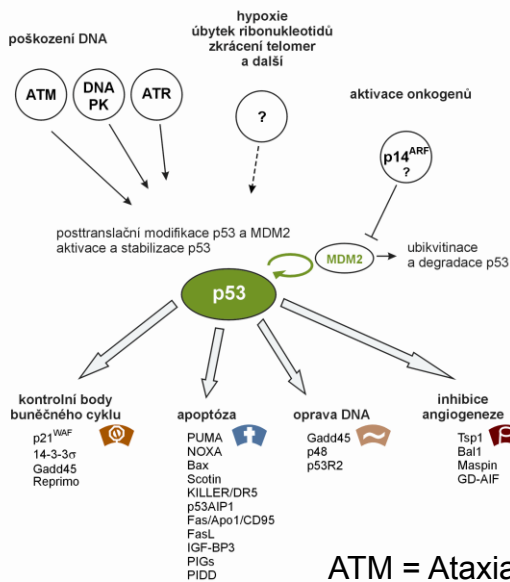 poškození DNA
hypoxie
úbytek ribonukleotidů
zkrácení telomer
a další
aktivace onkogenů
ATM
DNA
PK
ATR
?
p14ARF
?
posttranslační modifikace p53 a MDM2
aktivace a stabilizace p53
MDM2
ubikvitinace
a degradace p53
p53
kontrolní body
buněčného cyklu
p21WAF
14-3-3σ
Gadd45
Reprimo
apoptóza
PUMA
NOXA
Bax
Scotin
KILLER/DR5
p53AIP1
Fas/Apo1/CD95
FasL
IGF-BP3
PIGs
PIDD
oprava DNA
Gadd45
p48
p53R2
inhibice
angiogeneze
Tsp1
Bal1
Maspin
GD-AIF
ATM = Ataxia